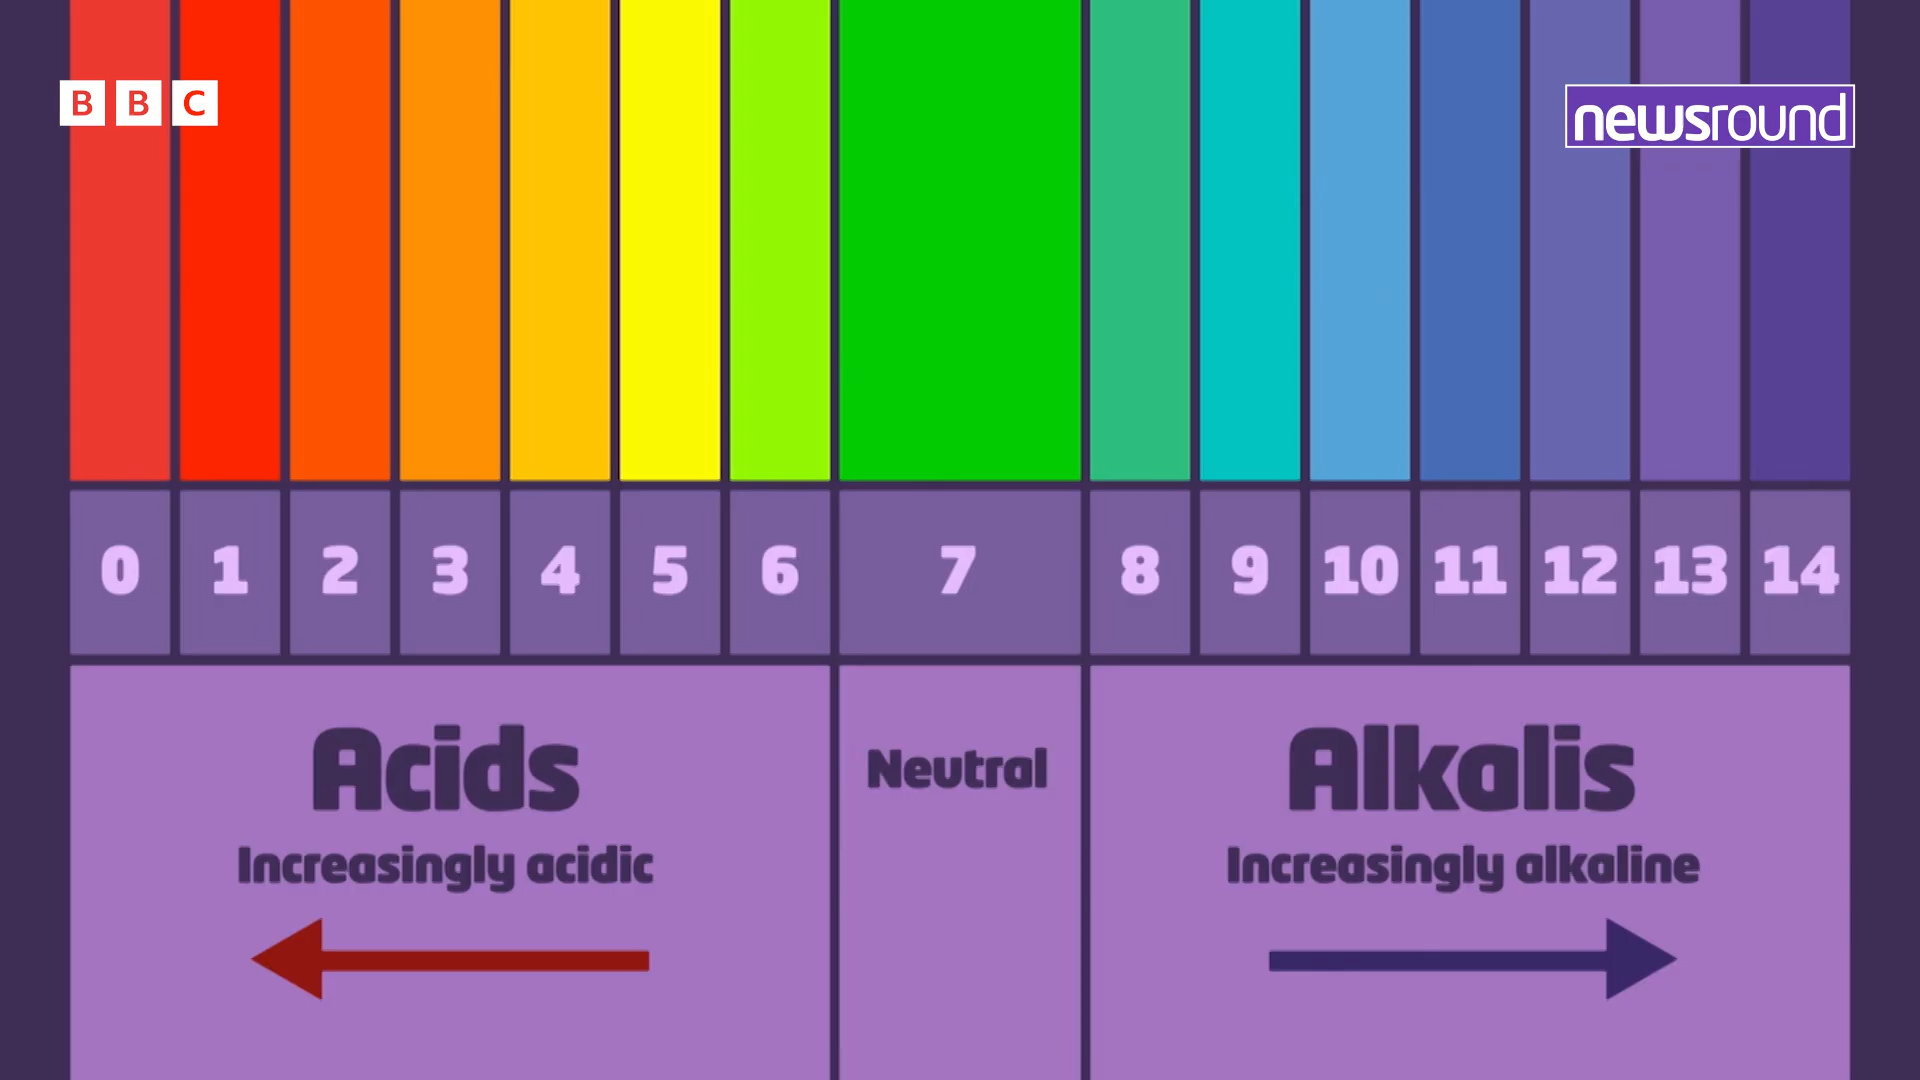 BBC
newsround
0 1 2 3 4 5 6 7 8 9 10 11 12 13 14
Acids
Increasingly acidic
Neutral
Alkalis
Increasingly alkaline